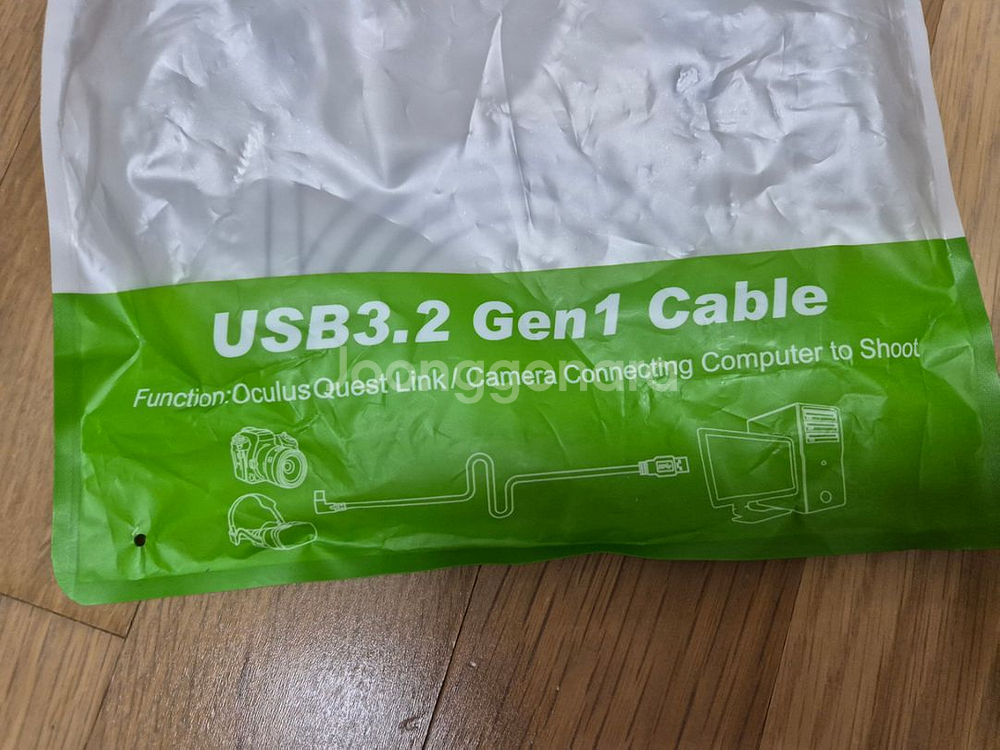 USB3.2 Gen1 Cable
Function:Oculus Quest Link / Camera Connecting Computer to Shoot
Joonggonara